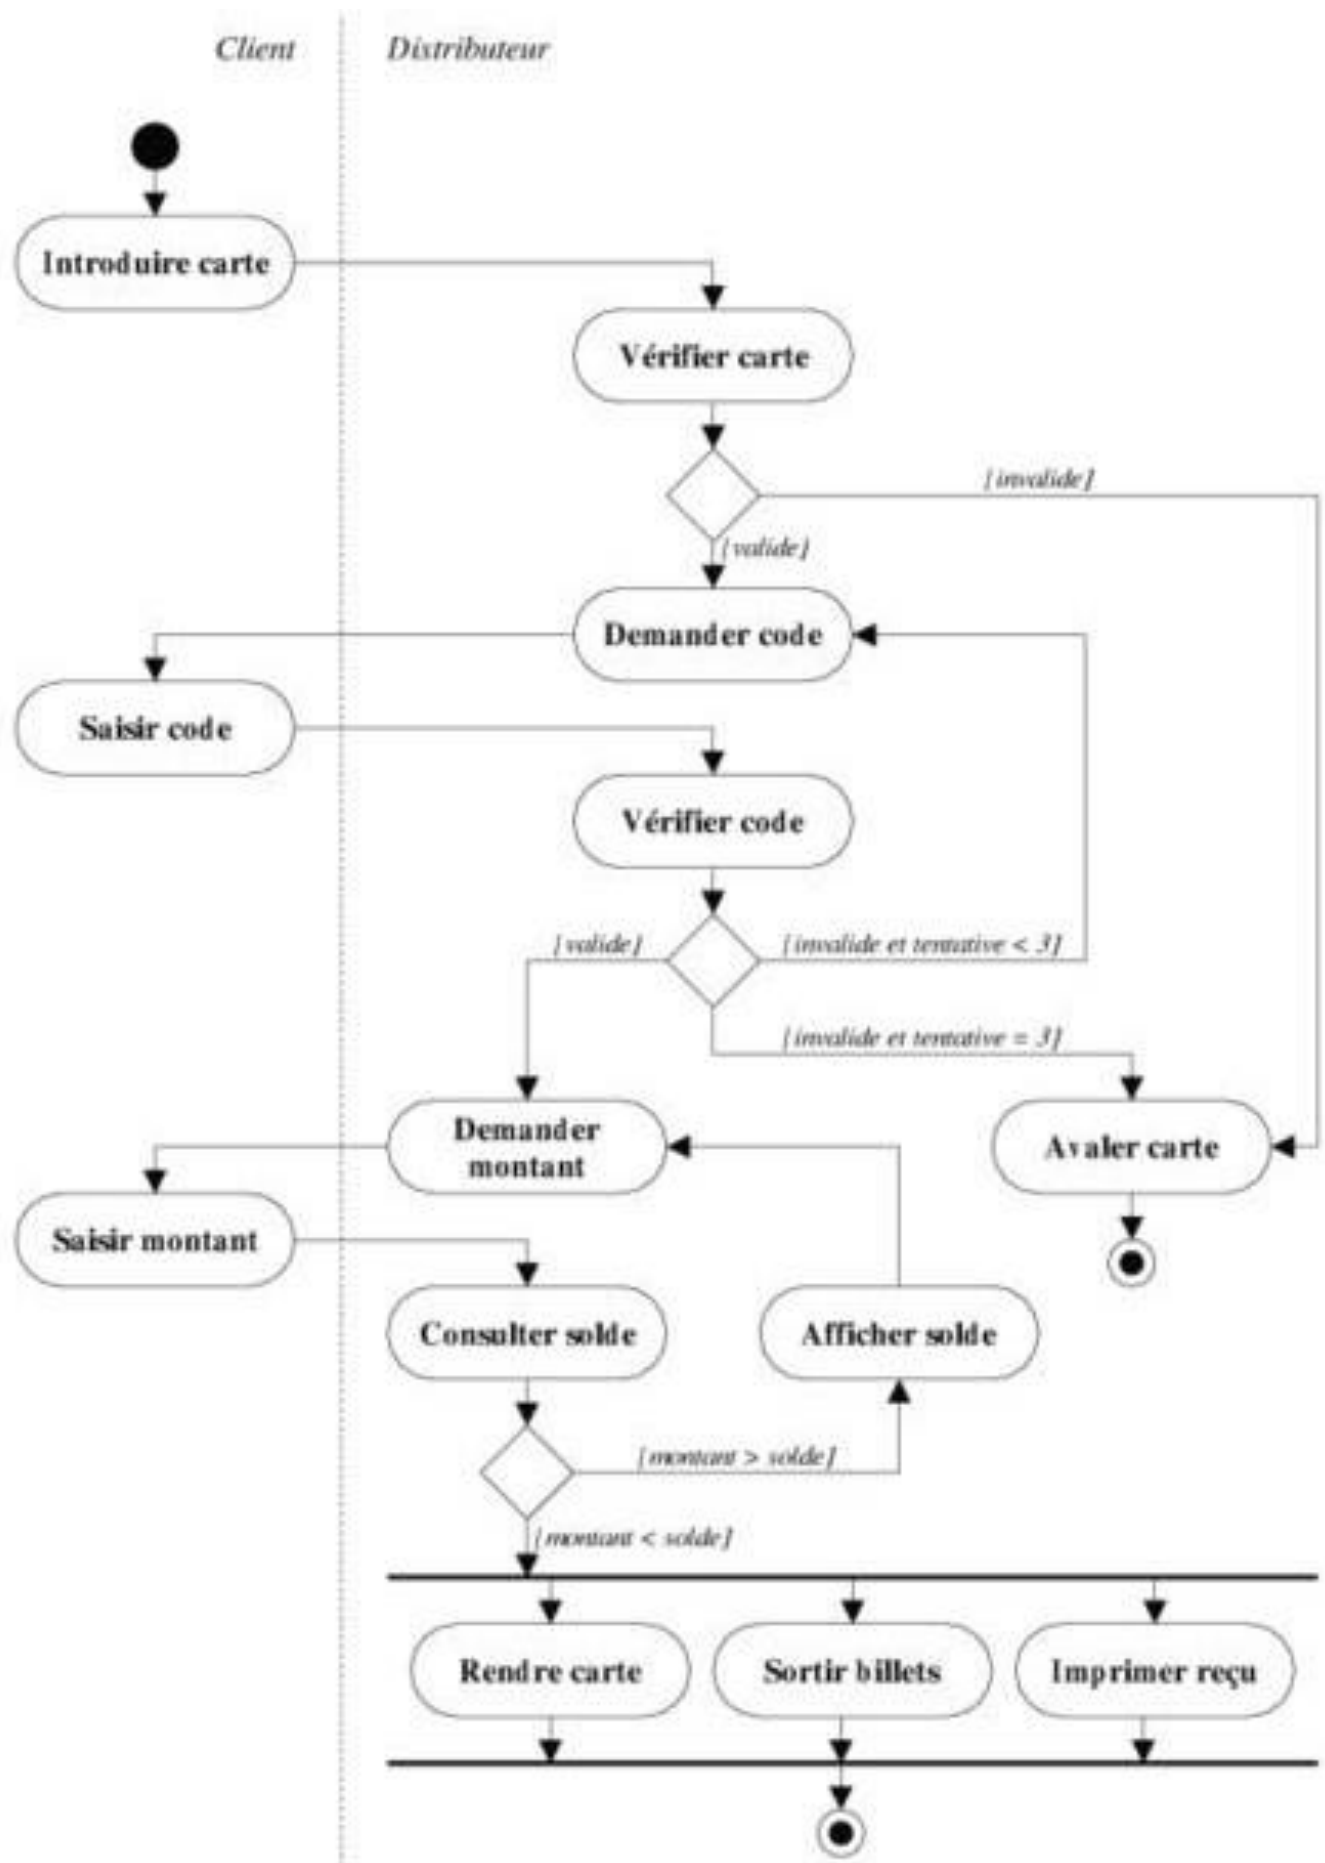 Client
Distributeur
Introduire carte
Vérifier carte
[invalide]
[valide]
Demander code
Saisir code
Vérifier code
[valide]
[invalide et tentative < 3]
[invalide et tentative = 3]
Demander
montant
Avaler carte
Saisir montant
Consulter solde
Afficher solde
[montant > solde]
[montant < solde]
Rendre carte
Sortir billets
Imprimer reçu